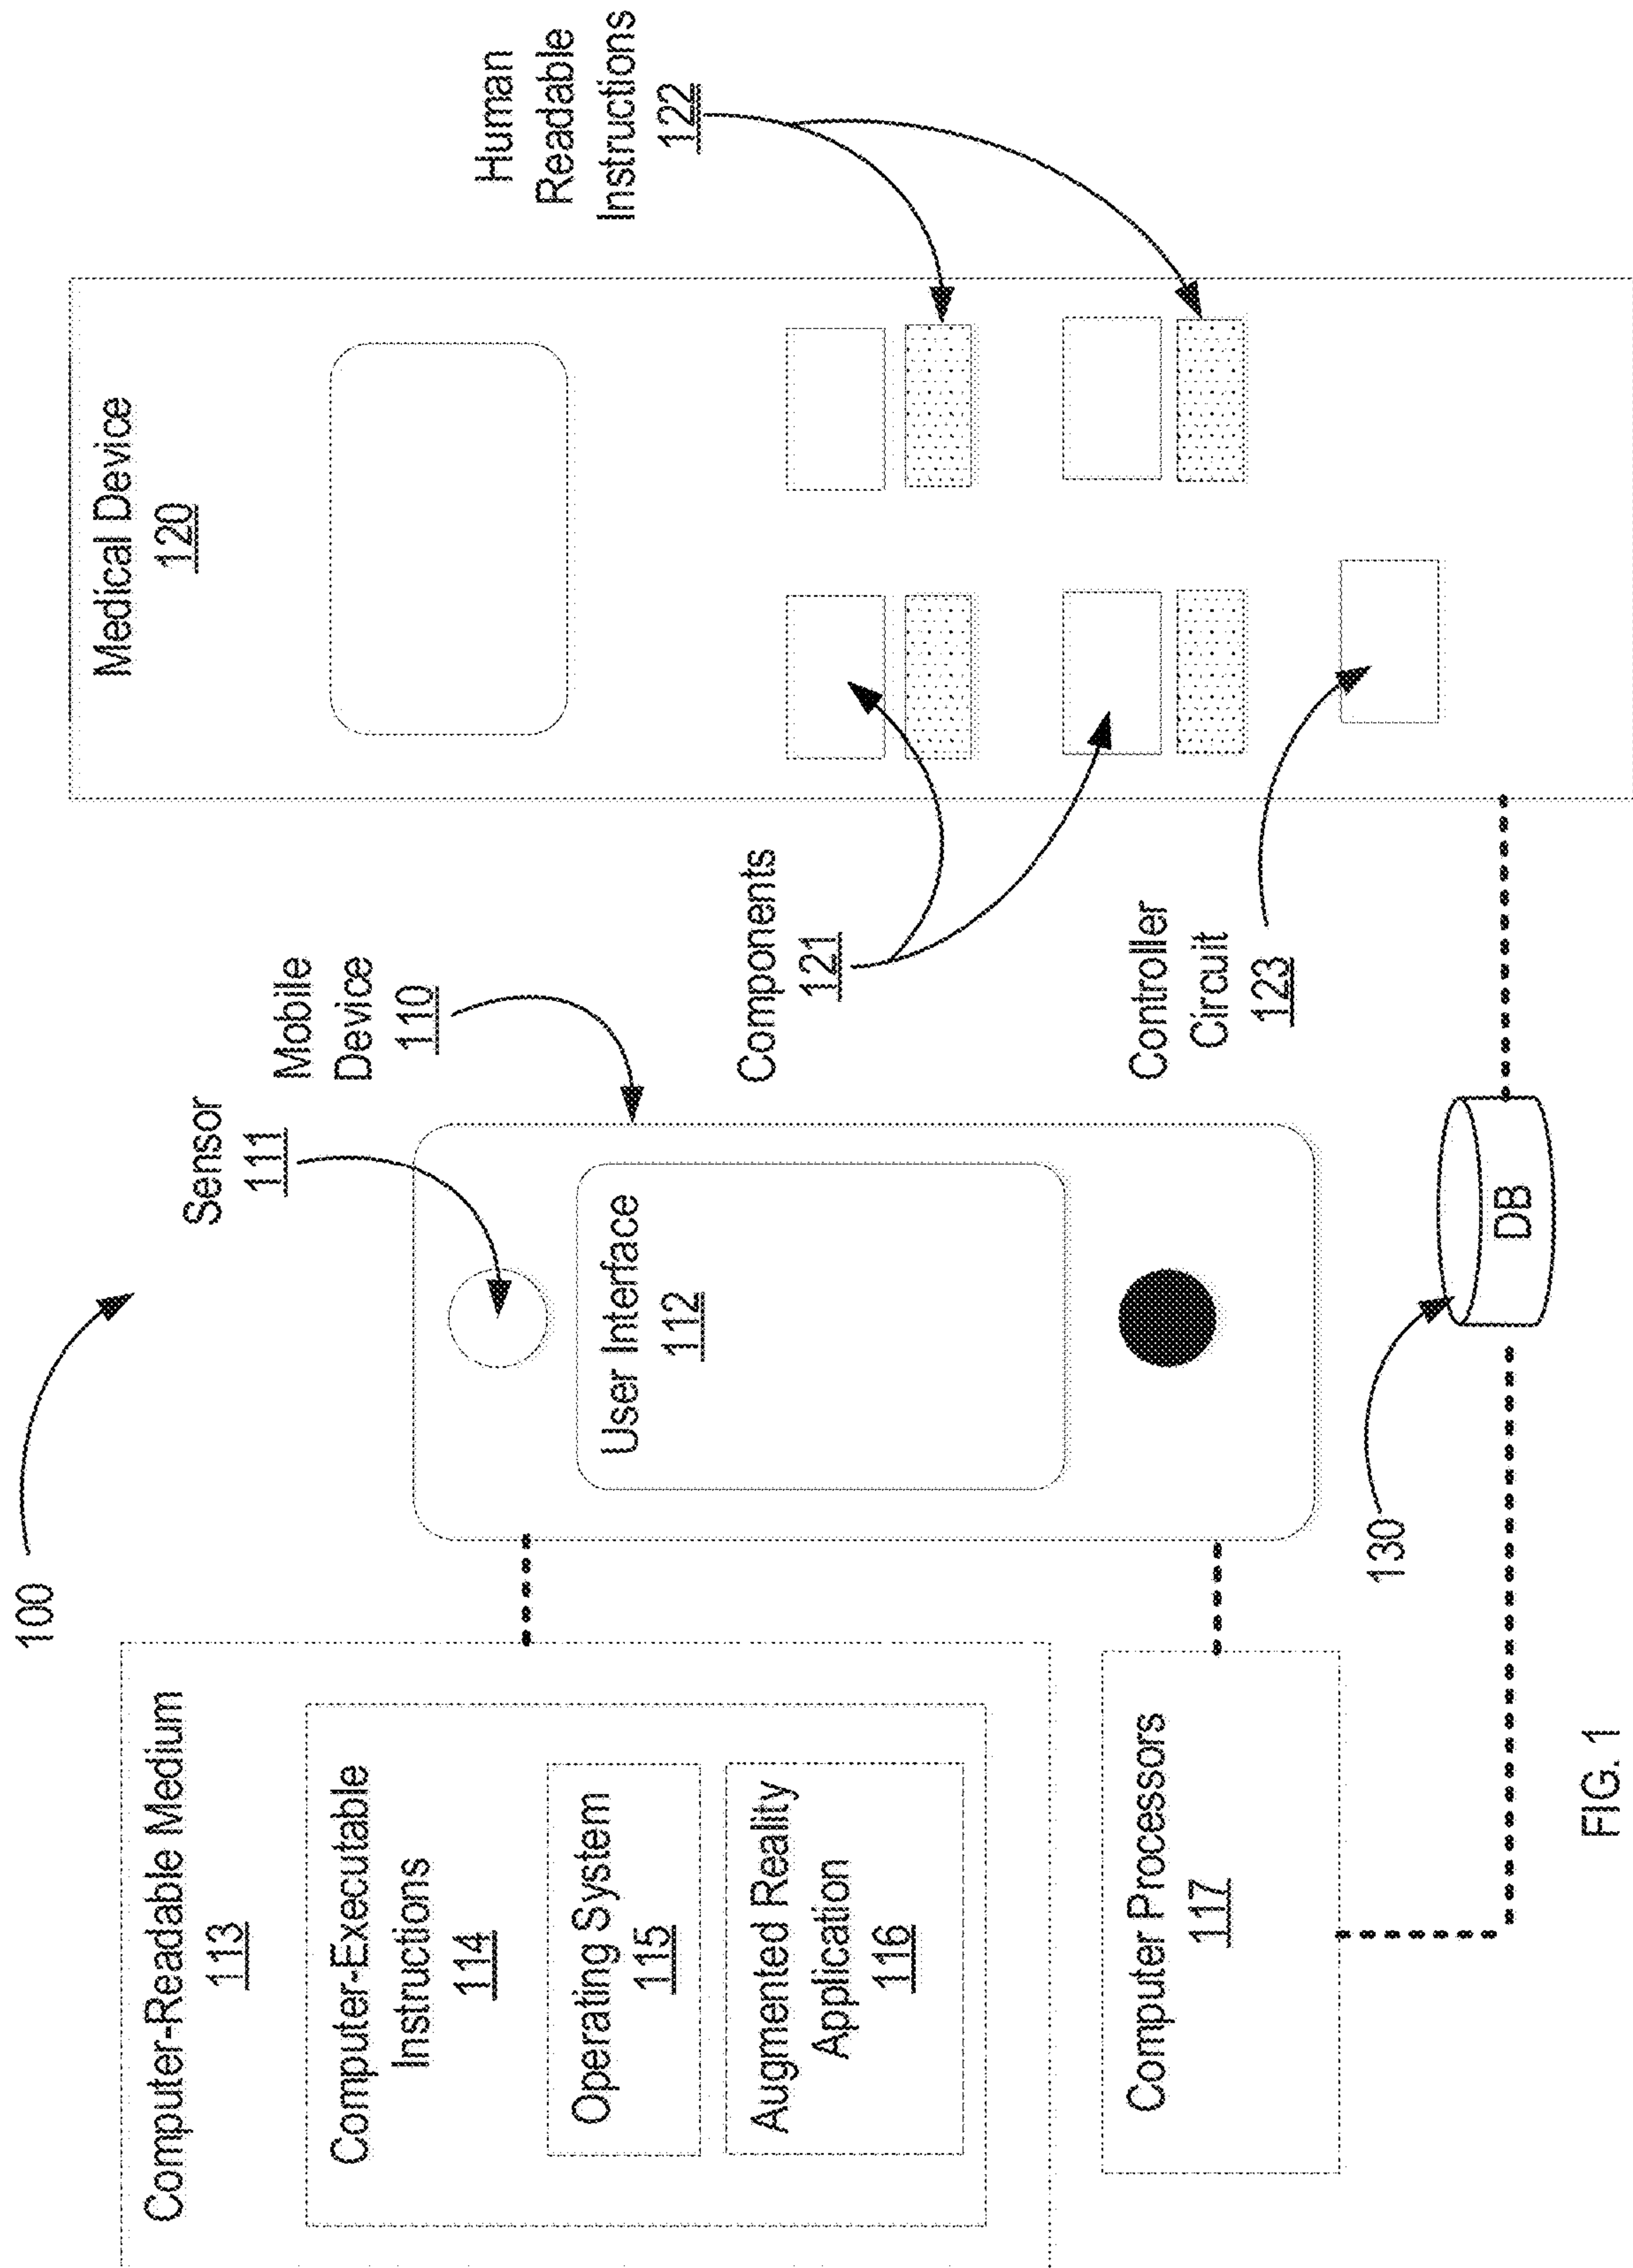 100
Computer-Readable Medium
113
Computer-Executable
Instructions
114
Operating System
115
Augmented Reality
Application
116
Computer Processors
117
Sensor
111
Mobile
Device
110
User Interface
112
130
DB
Medical Device
120
Components
121
Controller
Circuit
123
Human
Readable
Instructions
122
FIG. 1